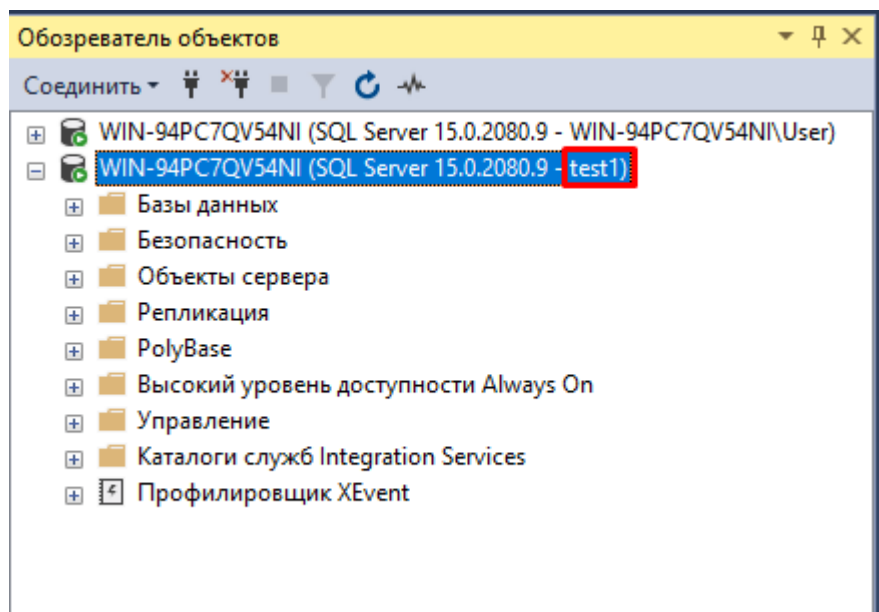 Обозреватель объектов
Соединить
WIN-94PC7QV54NI (SQL Server 15.0.2080.9 - WIN-94PC7QV54NI\User)
WIN-94PC7QV54NI (SQL Server 15.0.2080.9 - test1)
Базы данных
Безопасность
Объекты сервера
Репликация
PolyBase
Высокий уровень доступности Always On
Управление
Каталоги служб Integration Services
Профилировщик XEvent